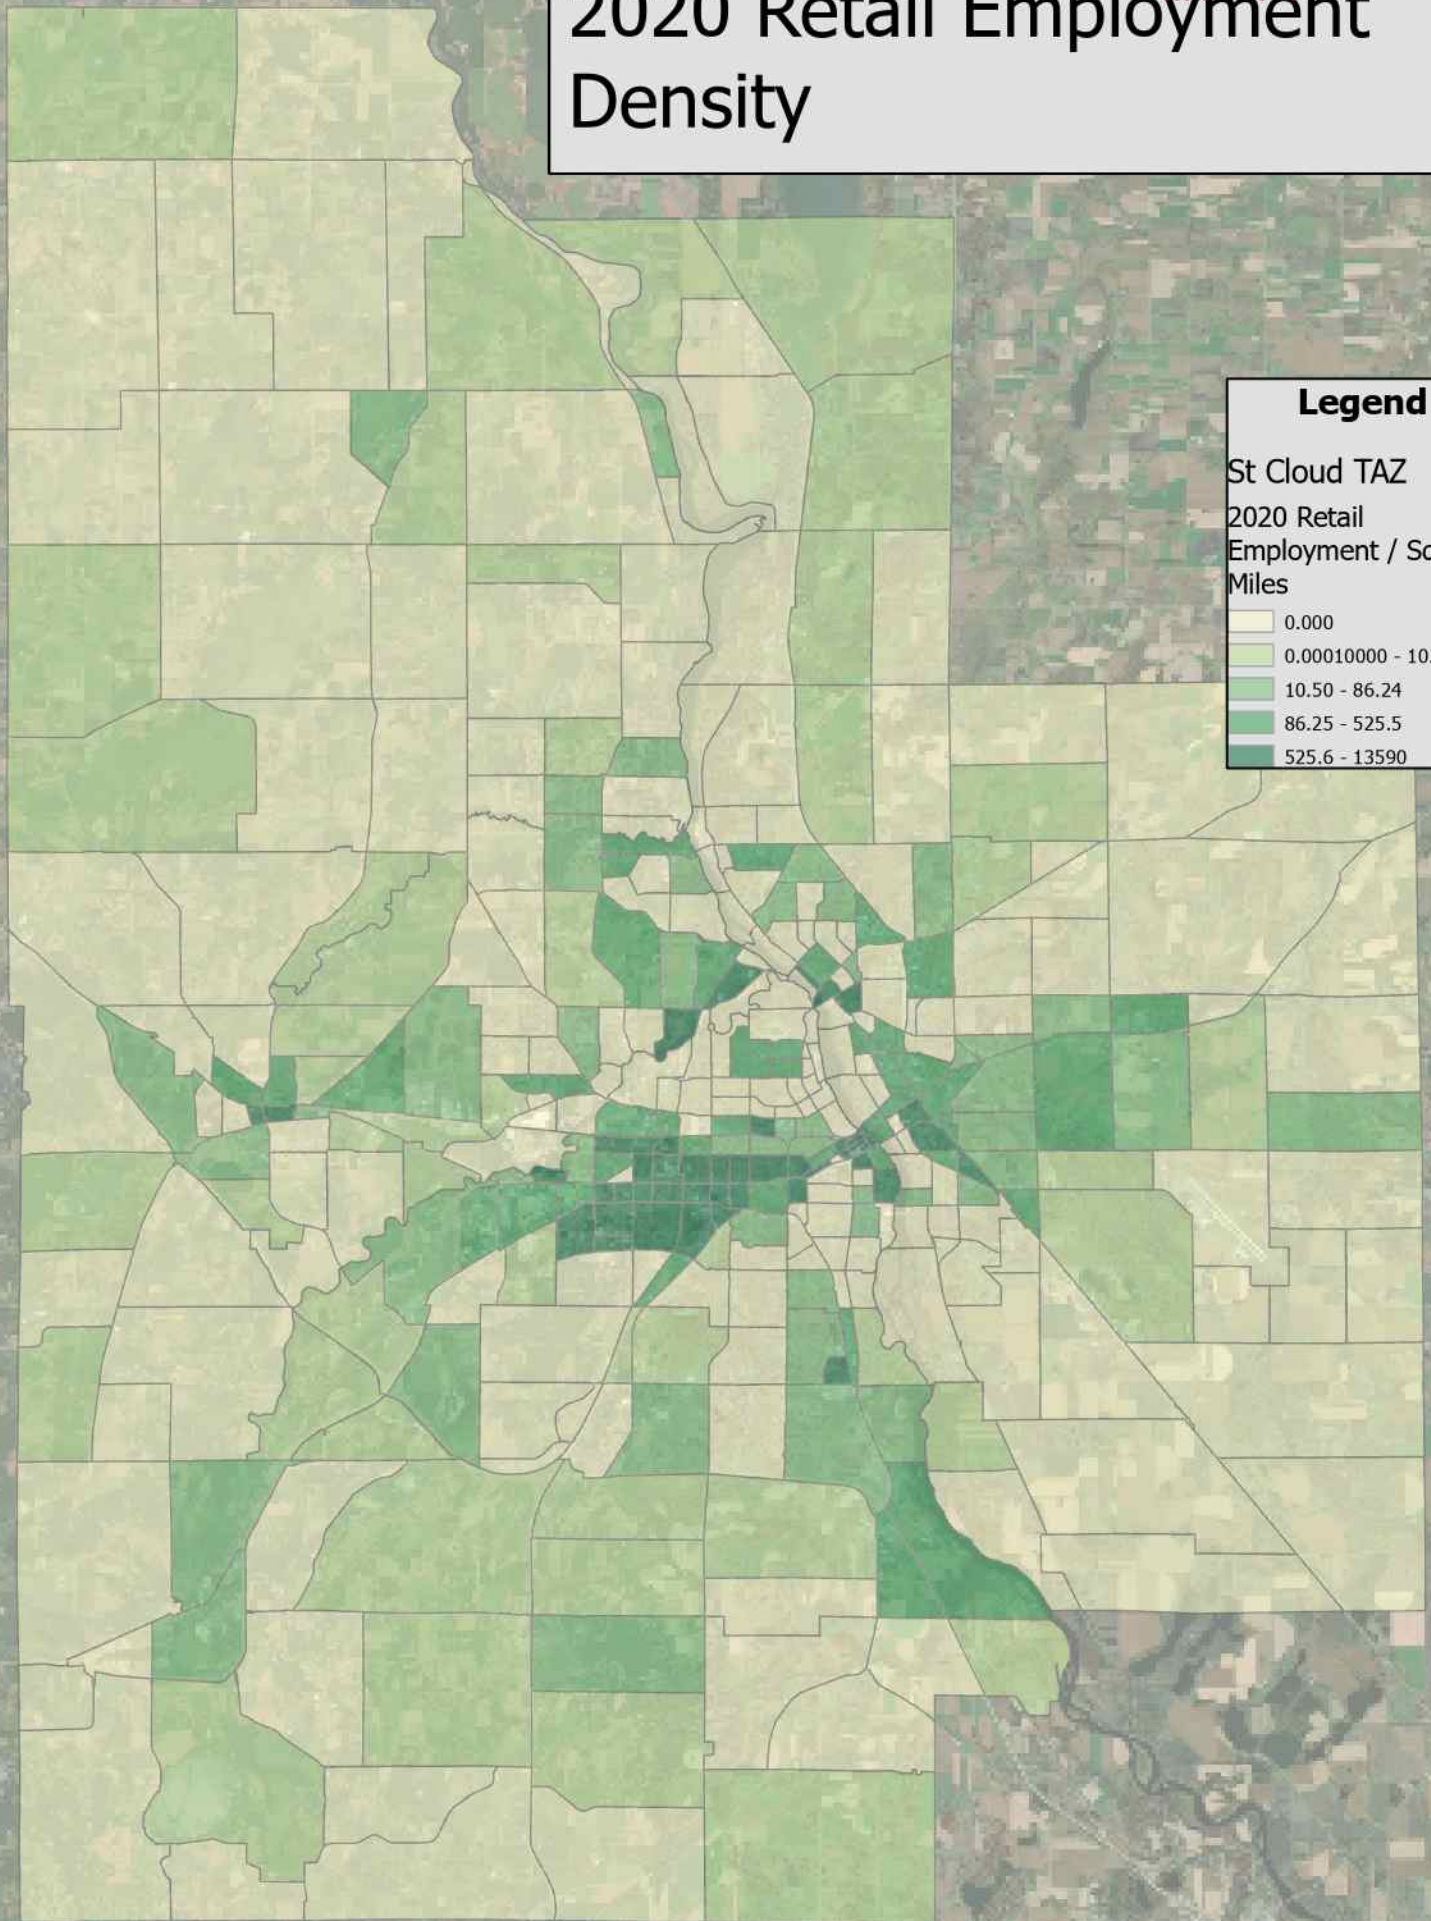 2020 Retail Employment
Density
Legend
St Cloud TAZ
2020 Retail
Employment / Sq
Miles
0.000
0.00010000 - 10.
10.50 - 86.24
86.25 - 525.5
525.6 - 13590